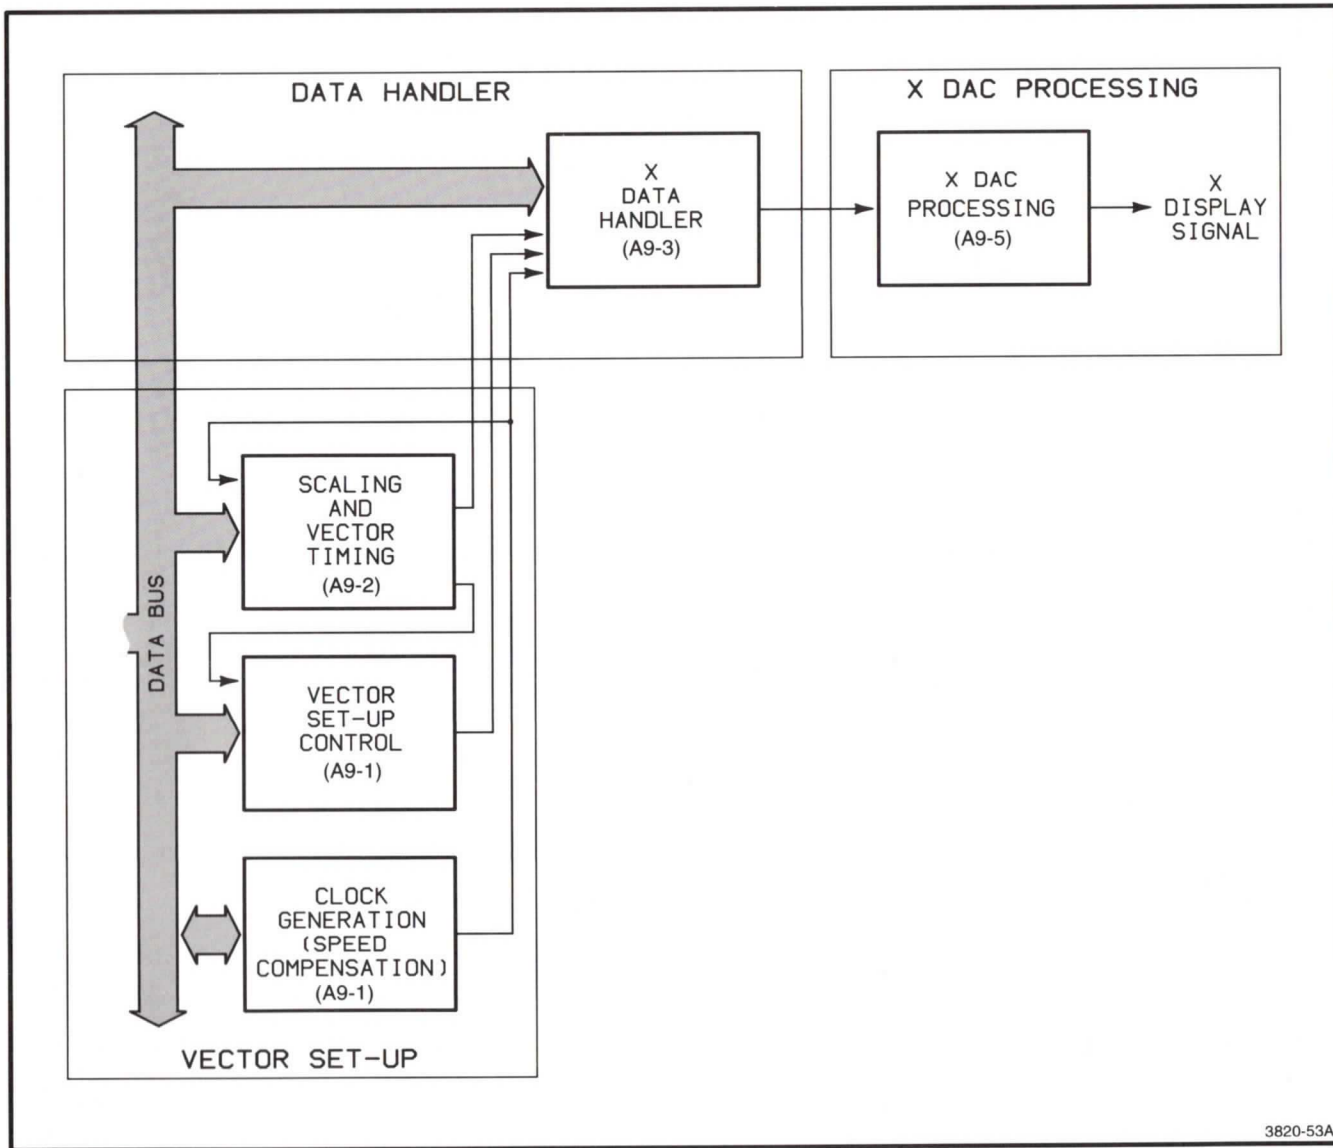 DATA HANDLER
X DAC PROCESSING
X
DATA
HANDLER
(A9-3)
X DAC
PROCESSING
(A9-5)
X
DISPLAY
SIGNAL
SCALING
AND
VECTOR
TIMING
(A9-2)
DATA BUS
VECTOR
SET-UP
CONTROL
(A9-1)
CLOCK
GENERATION
(SPEED
COMPENSATION)
(A9-1)
VECTOR SET-UP
3820-53A